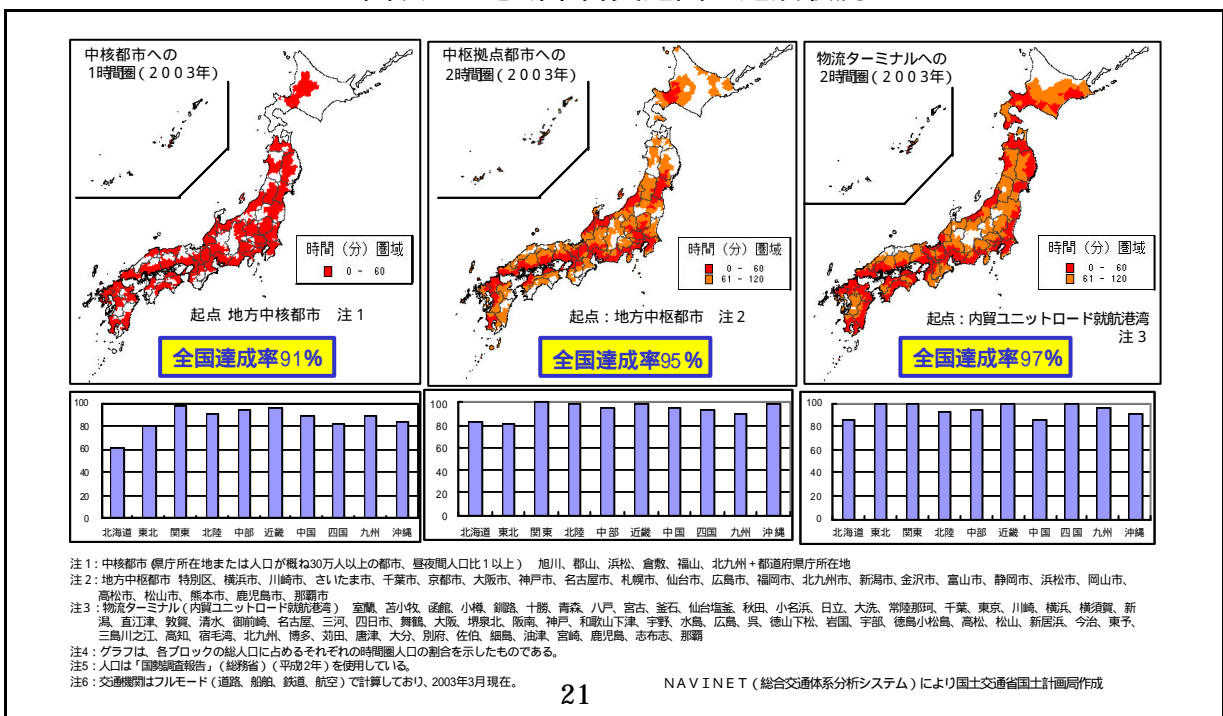 中核都市への
1時間圏(2003年)
時間（分）圏域
0 - 60
起点 地方中核都市 注1
全国達成率91%
中枢拠点都市への
2時間圏(2003年)
時間（分）圏域
0 - 60
61 - 120
起点：地方中枢都市 注2
全国達成率95%
物流ターミナルへの
2時間圏(2003年)
時間（分）圏域
0 - 60
61 - 120
起点：内貿ユニットロード就航港湾
注3
全国達成率97%
100
80
60
40
20
0
北海道 東北 関東 北陸 中部 近畿 中国 四国 九州 沖縄
100
80
60
40
20
0
北海道 東北 関東 北陸 中部 近畿 中国 四国 九州 沖縄
100
80
60
40
20
0
北海道 東北 関東 北陸 中部 近畿 中国 四国 九州 沖縄
注1：中核都市(県庁所在地または人口が概ね30万人以上の都市、昼夜間人口比1以上) 旭川、郡山、浜松、倉敷、福山、北九州+都道府県庁所在地
注2：地方中枢都市 特別区、横浜市、川崎市、さいたま市、千葉市、京都市、大阪市、神戸市、名古屋市、札幌市、仙台市、広島市、福岡市、北九州市、新潟市、金沢市、富山市、静岡市、浜松市、岡山市、
高松市、松山市、熊本市、鹿児島市、那覇市
注3：物流ターミナル(内貿ユニットロード就航港湾) 室蘭、苫小牧、函館、小樽、釧路、十勝、青森、八戸、宮古、釜石、仙台塩釜、秋田、小名浜、日立、大洗、常陸那珂、千葉、東京、川崎、横浜、横須賀、新
潟、直江津、敦賀、清水、御前崎、名古屋、三河、四日市、舞鶴、大阪、堺泉北、阪南、神戸、和歌山下津、宇野、水島、広島、呉、徳山下松、岩国、宇部、徳島小松島、高松、松山、新居浜、今治、東予、
三島川之江、高知、宿毛湾、北九州、博多、苅田、唐津、大分、別府、佐伯、細島、油津、宮崎、鹿児島、志布志、那覇
注4：グラフは、各ブロックの総人口に占めるそれぞれの時間圏人口の割合を示したものである。
注5：人口は「国勢調査報告」(総務省)(平成12年)を使用している。
注6：交通機関はフルモード(道路、船舶、鉄道、航空)で計算しており、2003年3月現在。
21
NAVINET(総合交通体系分析システム)により国土交通省国土計画局作成